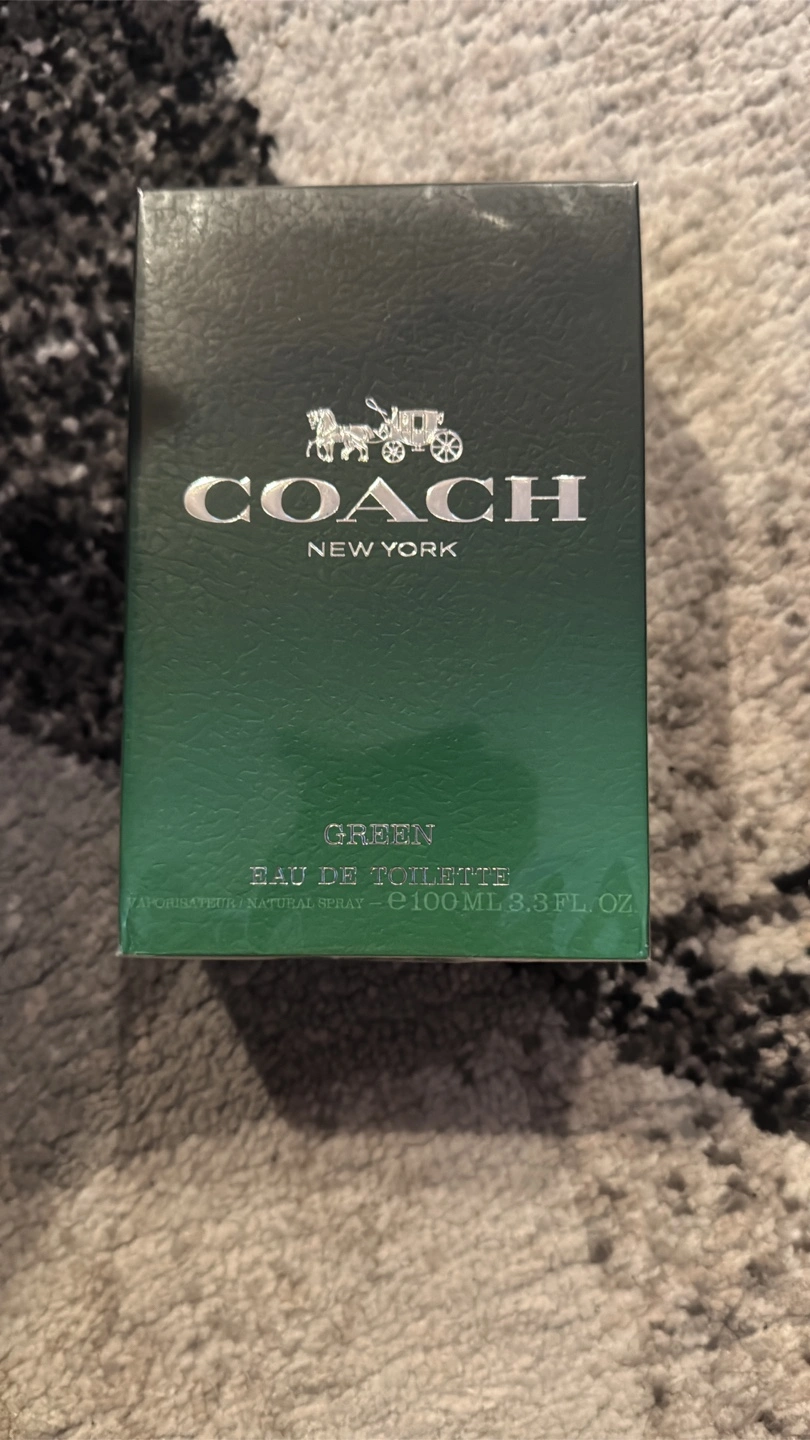 COACH
NEW YORK
GREEN
EAU DE TOILETTE
VAPORISATEUR / NATURAL SPRAY – e 100 ML 3.3 FL. OZ.